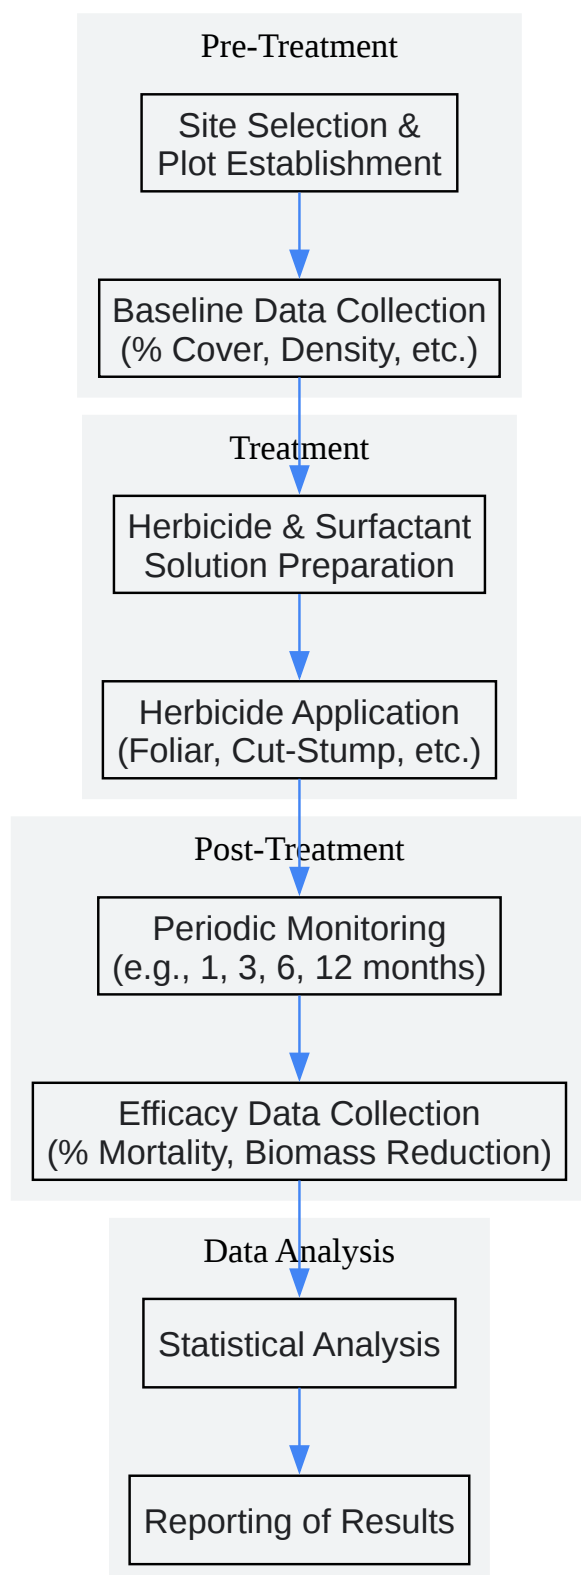 Pre-Treatment
Site Selection &
Plot Establishment
Baseline Data Collection
(% Cover, Density, etc.)
Treatment
Herbicide & Surfactant
Solution Preparation
Herbicide Application
(Foliar, Cut-Stump, etc.)
Post-Treatment
Periodic Monitoring
(e.g., 1, 3, 6, 12 months)
Efficacy Data Collection
(% Mortality, Biomass Reduction)
Data Analysis
Statistical Analysis
Reporting of Results